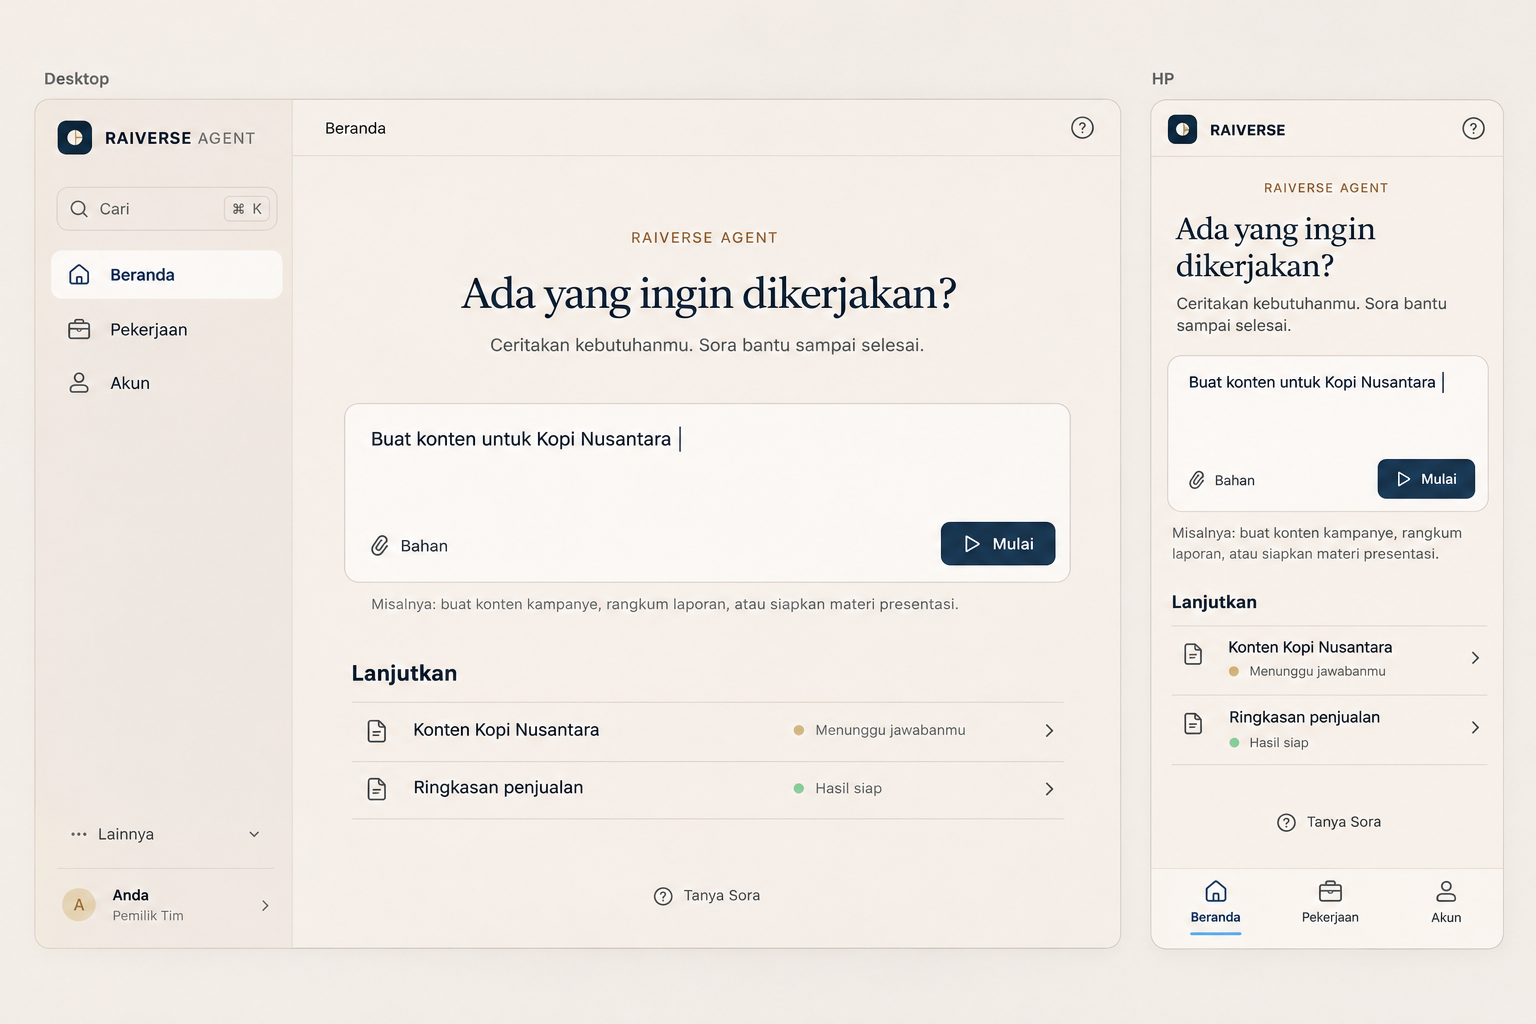 Desktop
RAIVERSE AGENT
Cari
⌘ K
Beranda
Pekerjaan
Akun
Lainnya
A
Anda
Pemilik Tim
Beranda
?
RAIVERSE AGENT
Ada yang ingin dikerjakan?
Ceritakan kebutuhanmu. Sora bantu sampai selesai.
Buat konten untuk Kopi Nusantara
Bahan
Mulai
Misalnya: buat konten kampanye, rangkum laporan, atau siapkan materi presentasi.
Lanjutkan
Konten Kopi Nusantara
Menunggu jawabanmu
Ringkasan penjualan
Hasil siap
? Tanya Sora
HP
RAIVERSE
?
RAIVERSE AGENT
Ada yang ingin
dikerjakan?
Ceritakan kebutuhanmu. Sora bantu
sampai selesai.
Buat konten untuk Kopi Nusantara
Bahan
Mulai
Misalnya: buat konten kampanye, rangkum
laporan, atau siapkan materi presentasi.
Lanjutkan
Konten Kopi Nusantara
Menunggu jawabanmu
Ringkasan penjualan
Hasil siap
? Tanya Sora
Beranda
Pekerjaan
Akun